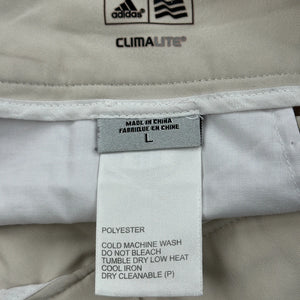 adidas
CLIMALITE®
MADE IN CHINA
FABRIQUE EN CHINE
L
POLYESTER
COLD MACHINE WASH
DO NOT BLEACH
TUMBLE DRY LOW HEAT
COOL IRON
DRY CLEANABLE (P)